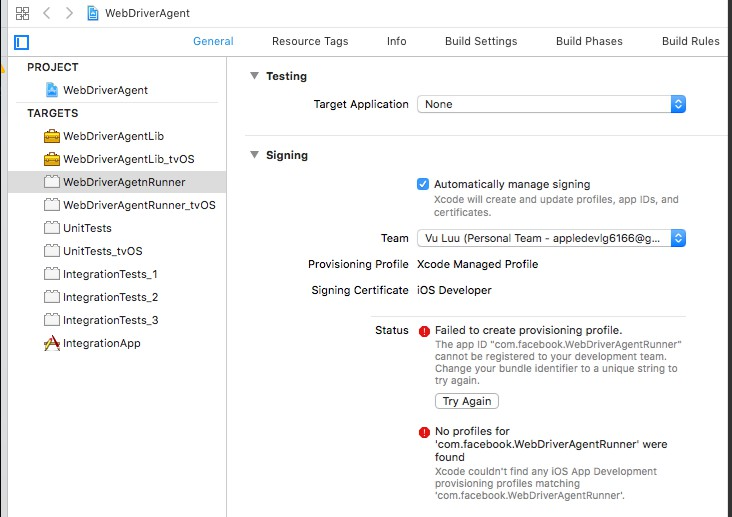 WebDriverAgent
General
Resource Tags
Info
Build Settings
Build Phases
Build Rules
PROJECT
WebDriverAgent
TARGETS
WebDriverAgentLib
WebDriverAgentLib_tvOS
WebDriverAgetnRunner
WebDriverAgentRunner_tvOS
UnitTests
UnitTests_tvOS
IntegrationTests_1
IntegrationTests_2
IntegrationTests_3
IntegrationApp
Testing
Target Application
None
Signing
Automatically manage signing
Xcode will create and update profiles, app IDs, and
certificates.
Team
Vu Luu (Personal Team - appledevlg6166@g...
Provisioning Profile
Xcode Managed Profile
Signing Certificate
iOS Developer
Status
Failed to create provisioning profile.
The app ID "com.facebook.WebDriverAgentRunner"
cannot be registered to your development team.
Change your bundle identifier to a unique string to
try again.
Try Again
No profiles for
'com.facebook.WebDriverAgentRunner' were
found
Xcode couldn't find any iOS App Development
provisioning profiles matching
'com.facebook.WebDriverAgentRunner'.